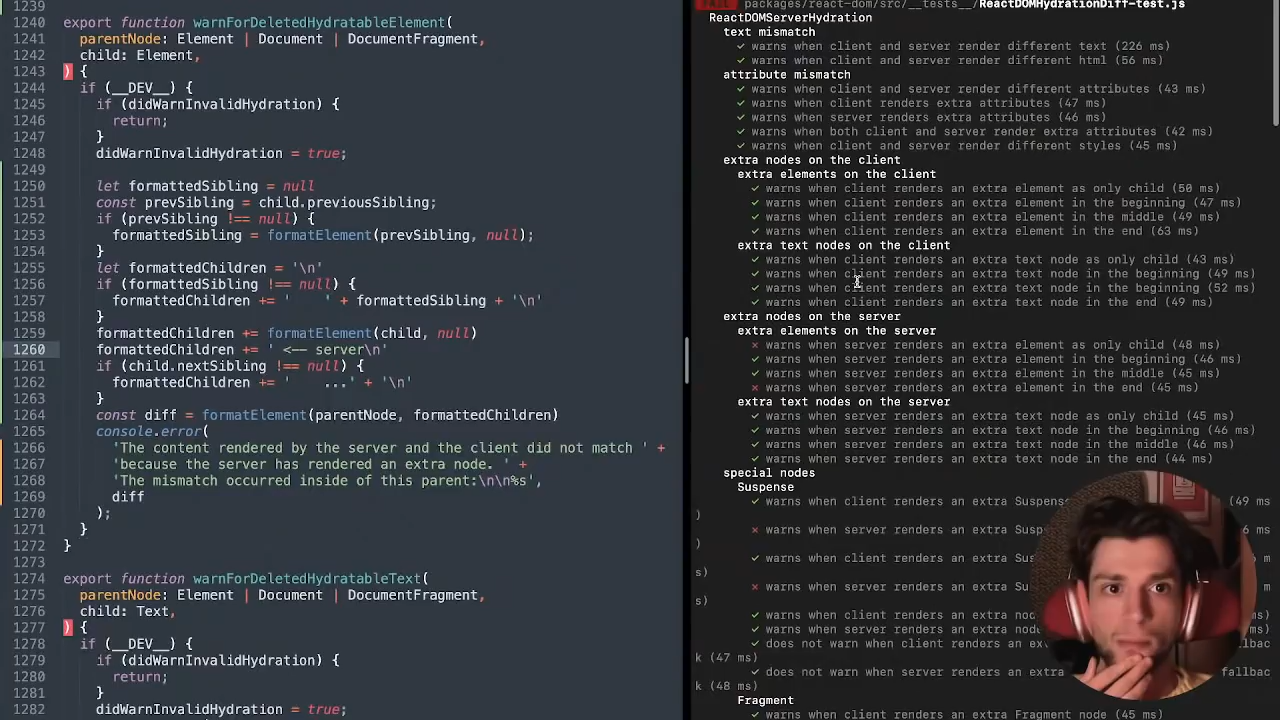 1239
1240 export function warnForDeletedHydratableElement(
1241 parentNode: Element | Document | DocumentFragment,
1242 child: Element,
1243 ) {
1244 if (__DEV__) {
1245 if (didWarnInvalidHydration) {
1246 return;
1247 }
1248 didWarnInvalidHydration = true;
1249
1250 let formattedSibling = null
1251 const prevSibling = child.previousSibling;
1252 if (prevSibling !== null) {
1253 formattedSibling = formatElement(prevSibling, null);
1254 }
1255 let formattedChildren = '\n'
1256 if (formattedSibling !== null) {
1257 formattedChildren += '    ' + formattedSibling + '\n'
1258 }
1259 formattedChildren += formatElement(child, null)
1260 formattedChildren += ' <-- server\n'
1261 if (child.nextSibling !== null) {
1262 formattedChildren += '    ...' + '\n'
1263 }
1264 const diff = formatElement(parentNode, formattedChildren)
1265 console.error(
1266 'The content rendered by the server and the client did not match ' +
1267 'because the server has rendered an extra node. ' +
1268 'The mismatch occurred inside of this parent:\n\n%s',
1269 diff
1270 );
1271 }
1272 }
1273
1274 export function warnForDeletedHydratableText(
1275 parentNode: Element | Document | DocumentFragment,
1276 child: Text,
1277 ) {
1278 if (__DEV__) {
1279 if (didWarnInvalidHydration) {
1280 return;
1281 }
1282 didWarnInvalidHydration = true;
FAIL packages/react-dom/src/__tests__/ReactDOMHydrationDiff-test.js
ReactDOMServerHydration
text mismatch
✓ warns when client and server render different text (226 ms)
✓ warns when client and server render different html (56 ms)
attribute mismatch
✓ warns when client and server render different attributes (43 ms)
✓ warns when client renders extra attributes (47 ms)
✓ warns when server renders extra attributes (46 ms)
✓ warns when both client and server render extra attributes (42 ms)
✓ warns when client and server render different styles (45 ms)
extra nodes on the client
extra elements on the client
✓ warns when client renders an extra element as only child (50 ms)
✓ warns when client renders an extra element in the beginning (47 ms)
✓ warns when client renders an extra element in the middle (49 ms)
✓ warns when client renders an extra element in the end (63 ms)
extra text nodes on the client
✓ warns when client renders an extra text node as only child (43 ms)
✓ warns when client renders an extra text node in the beginning (49 ms)
✓ warns when client renders an extra text node in the beginning (52 ms)
✓ warns when client renders an extra text node in the end (49 ms)
extra nodes on the server
extra elements on the server
✕ warns when server renders an extra element as only child (48 ms)
✓ warns when server renders an extra element in the beginning (46 ms)
✓ warns when server renders an extra element in the middle (45 ms)
✕ warns when server renders an extra element in the end (45 ms)
extra text nodes on the server
✓ warns when server renders an extra text node as only child (45 ms)
✓ warns when server renders an extra text node in the beginning (46 ms)
✓ warns when server renders an extra text node in the middle (46 ms)
✓ warns when server renders an extra text node in the end (44 ms)
special nodes
Suspense
✓ warns when client renders an extra Suspens (49 ms
)
✕ warns when server renders an extra Susp 6 ms
)
✓ warns when client renders an extra Sus
s)
✕ warns when server renders an extra Sus
s)
✓ warns when client renders an extra no
✓ warns when server renders an extra no
✓ does not warn when client renders an ex fallbac
k (47 ms)
✓ does not warn when server renders an extra fallbac
k (48 ms)
Fragment
✓ warns when client renders an extra Fragment node (45 ms)